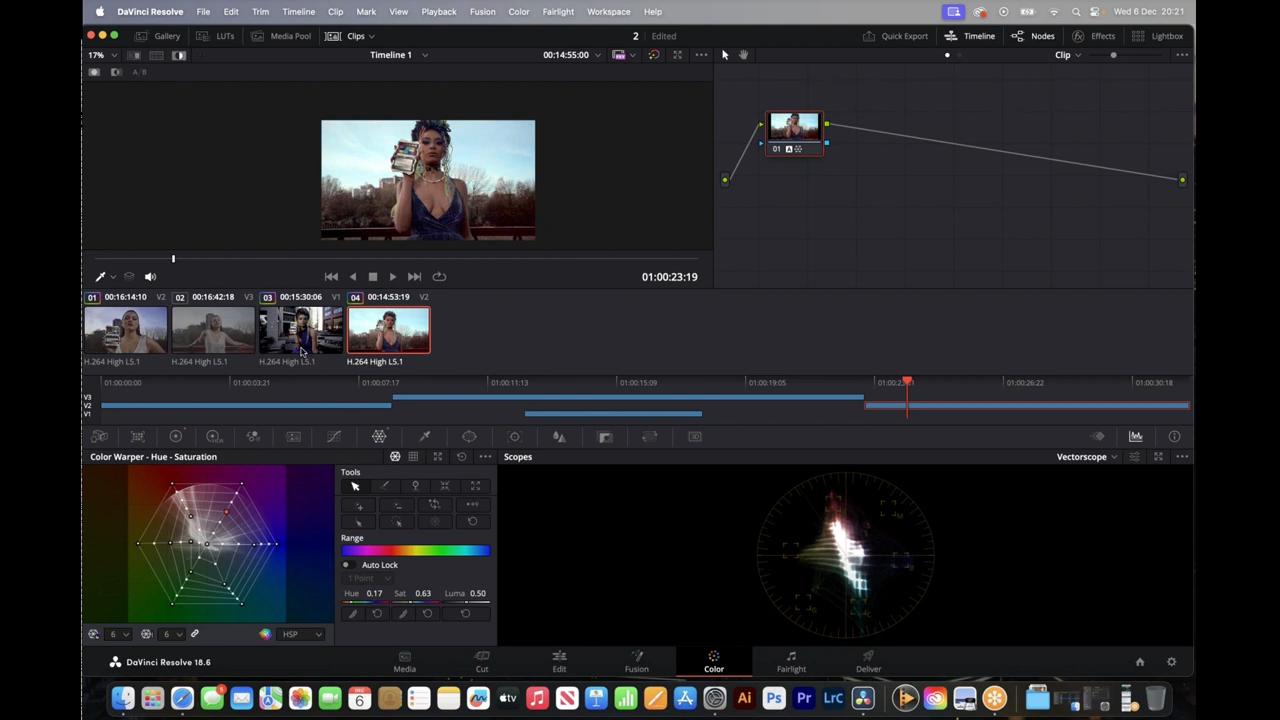 DaVinci Resolve File Edit Trim Timeline Clip Mark View Playback Fusion Color Fairlight Workspace Help Wed 6 Dec 20:21
Gallery LUTs Media Pool Clips 2 Edited Quick Export Timeline Nodes Effects Lightbox
17% Timeline 1 00:14:55:00 Clip
A/B
01
01:00:23:19
01 00:16:14:10 V2 02 00:16:42:18 V3 03 00:15:30:06 V1 04 00:14:53:19 V2
H.264 High L5.1 H.264 High L5.1 H.264 High L5.1 H.264 High L5.1
01:00:00:00 01:00:03:21 01:00:07:17 01:00:11:13 01:00:15:09 01:00:19:05 01:00:26:22 01:00:30:18
V3
V2
V1
Color Warper - Hue - Saturation Scopes Vectorscope
Tools
Range
Auto Lock
1 Point
Hue 0.17 Sat 0.63 Luma 0.50
6 6 HSP
DaVinci Resolve 18.6 Media Cut Edit Fusion Color Fairlight Deliver
DEC 6 tv Ai Ps Pr LrC